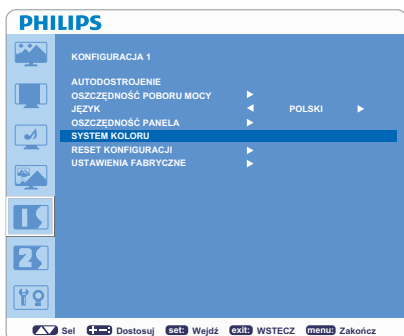 PHILIPS
KONFIGURACJA 1
AUTODOSTROJENIE
OSZCZĘDNOŚĆ POBORU MOCY
JĘZYK POLSKI
OSZCZĘDNOŚĆ PANELA
SYSTEM KOLORU
RESET KONFIGURACJI
USTAWIENIA FABRYCZNE
Sel Dostosuj set: Wejdź exit: WSTECZ menu: Zakończ